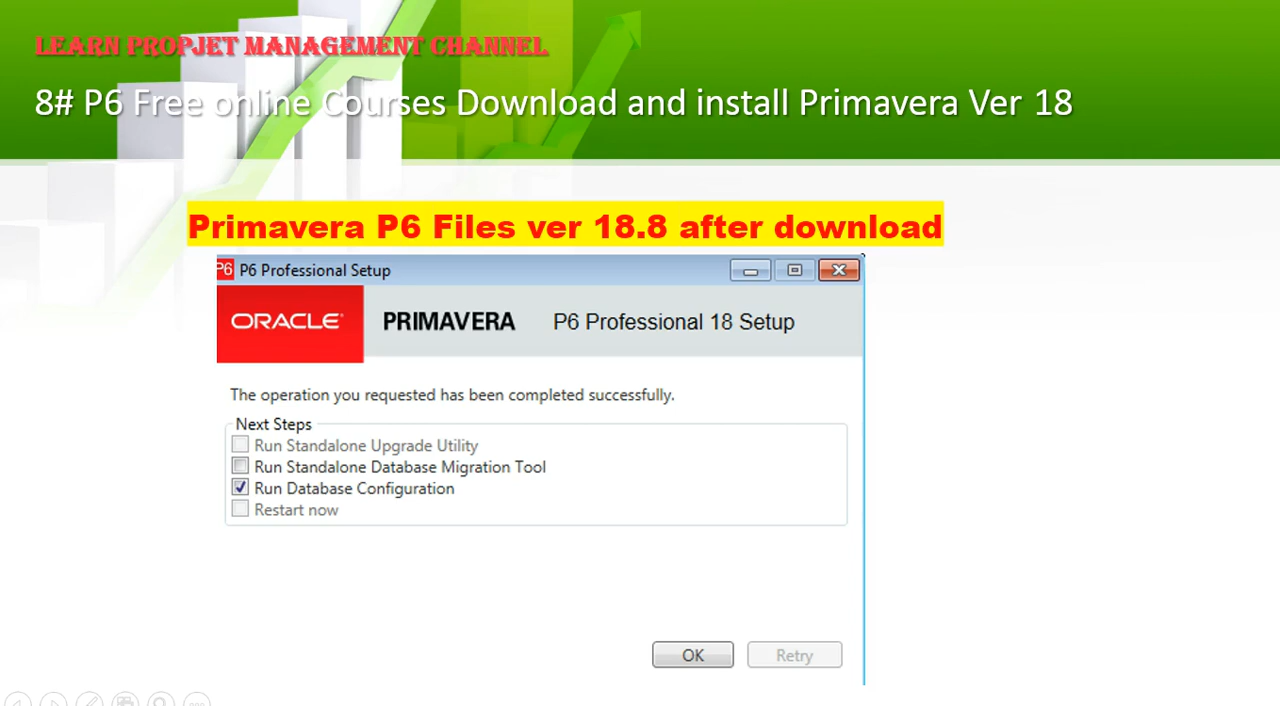 LEARN PROPJET MANAGEMENT CHANNEL
8# P6 Free online Courses Download and install Primavera Ver 18
Primavera P6 Files ver 18.8 after download
P6 P6 Professional Setup
ORACLE® PRIMAVERA P6 Professional 18 Setup
The operation you requested has been completed successfully.
Next Steps
Run Standalone Upgrade Utility
Run Standalone Database Migration Tool
Run Database Configuration
Restart now
OK Retry